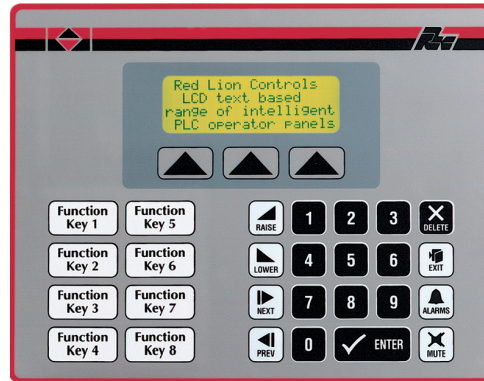 Red Lion Controls
LCD text based
range of intelligent
PLC operator panels
Function
Key 1
Function
Key 5
RAISE
1
2
3
DELETE
Function
Key 2
Function
Key 6
LOWER
4
5
6
EXIT
Function
Key 3
Function
Key 7
NEXT
7
8
9
ALARMS
Function
Key 4
Function
Key 8
PREV
0
ENTER
MUTE